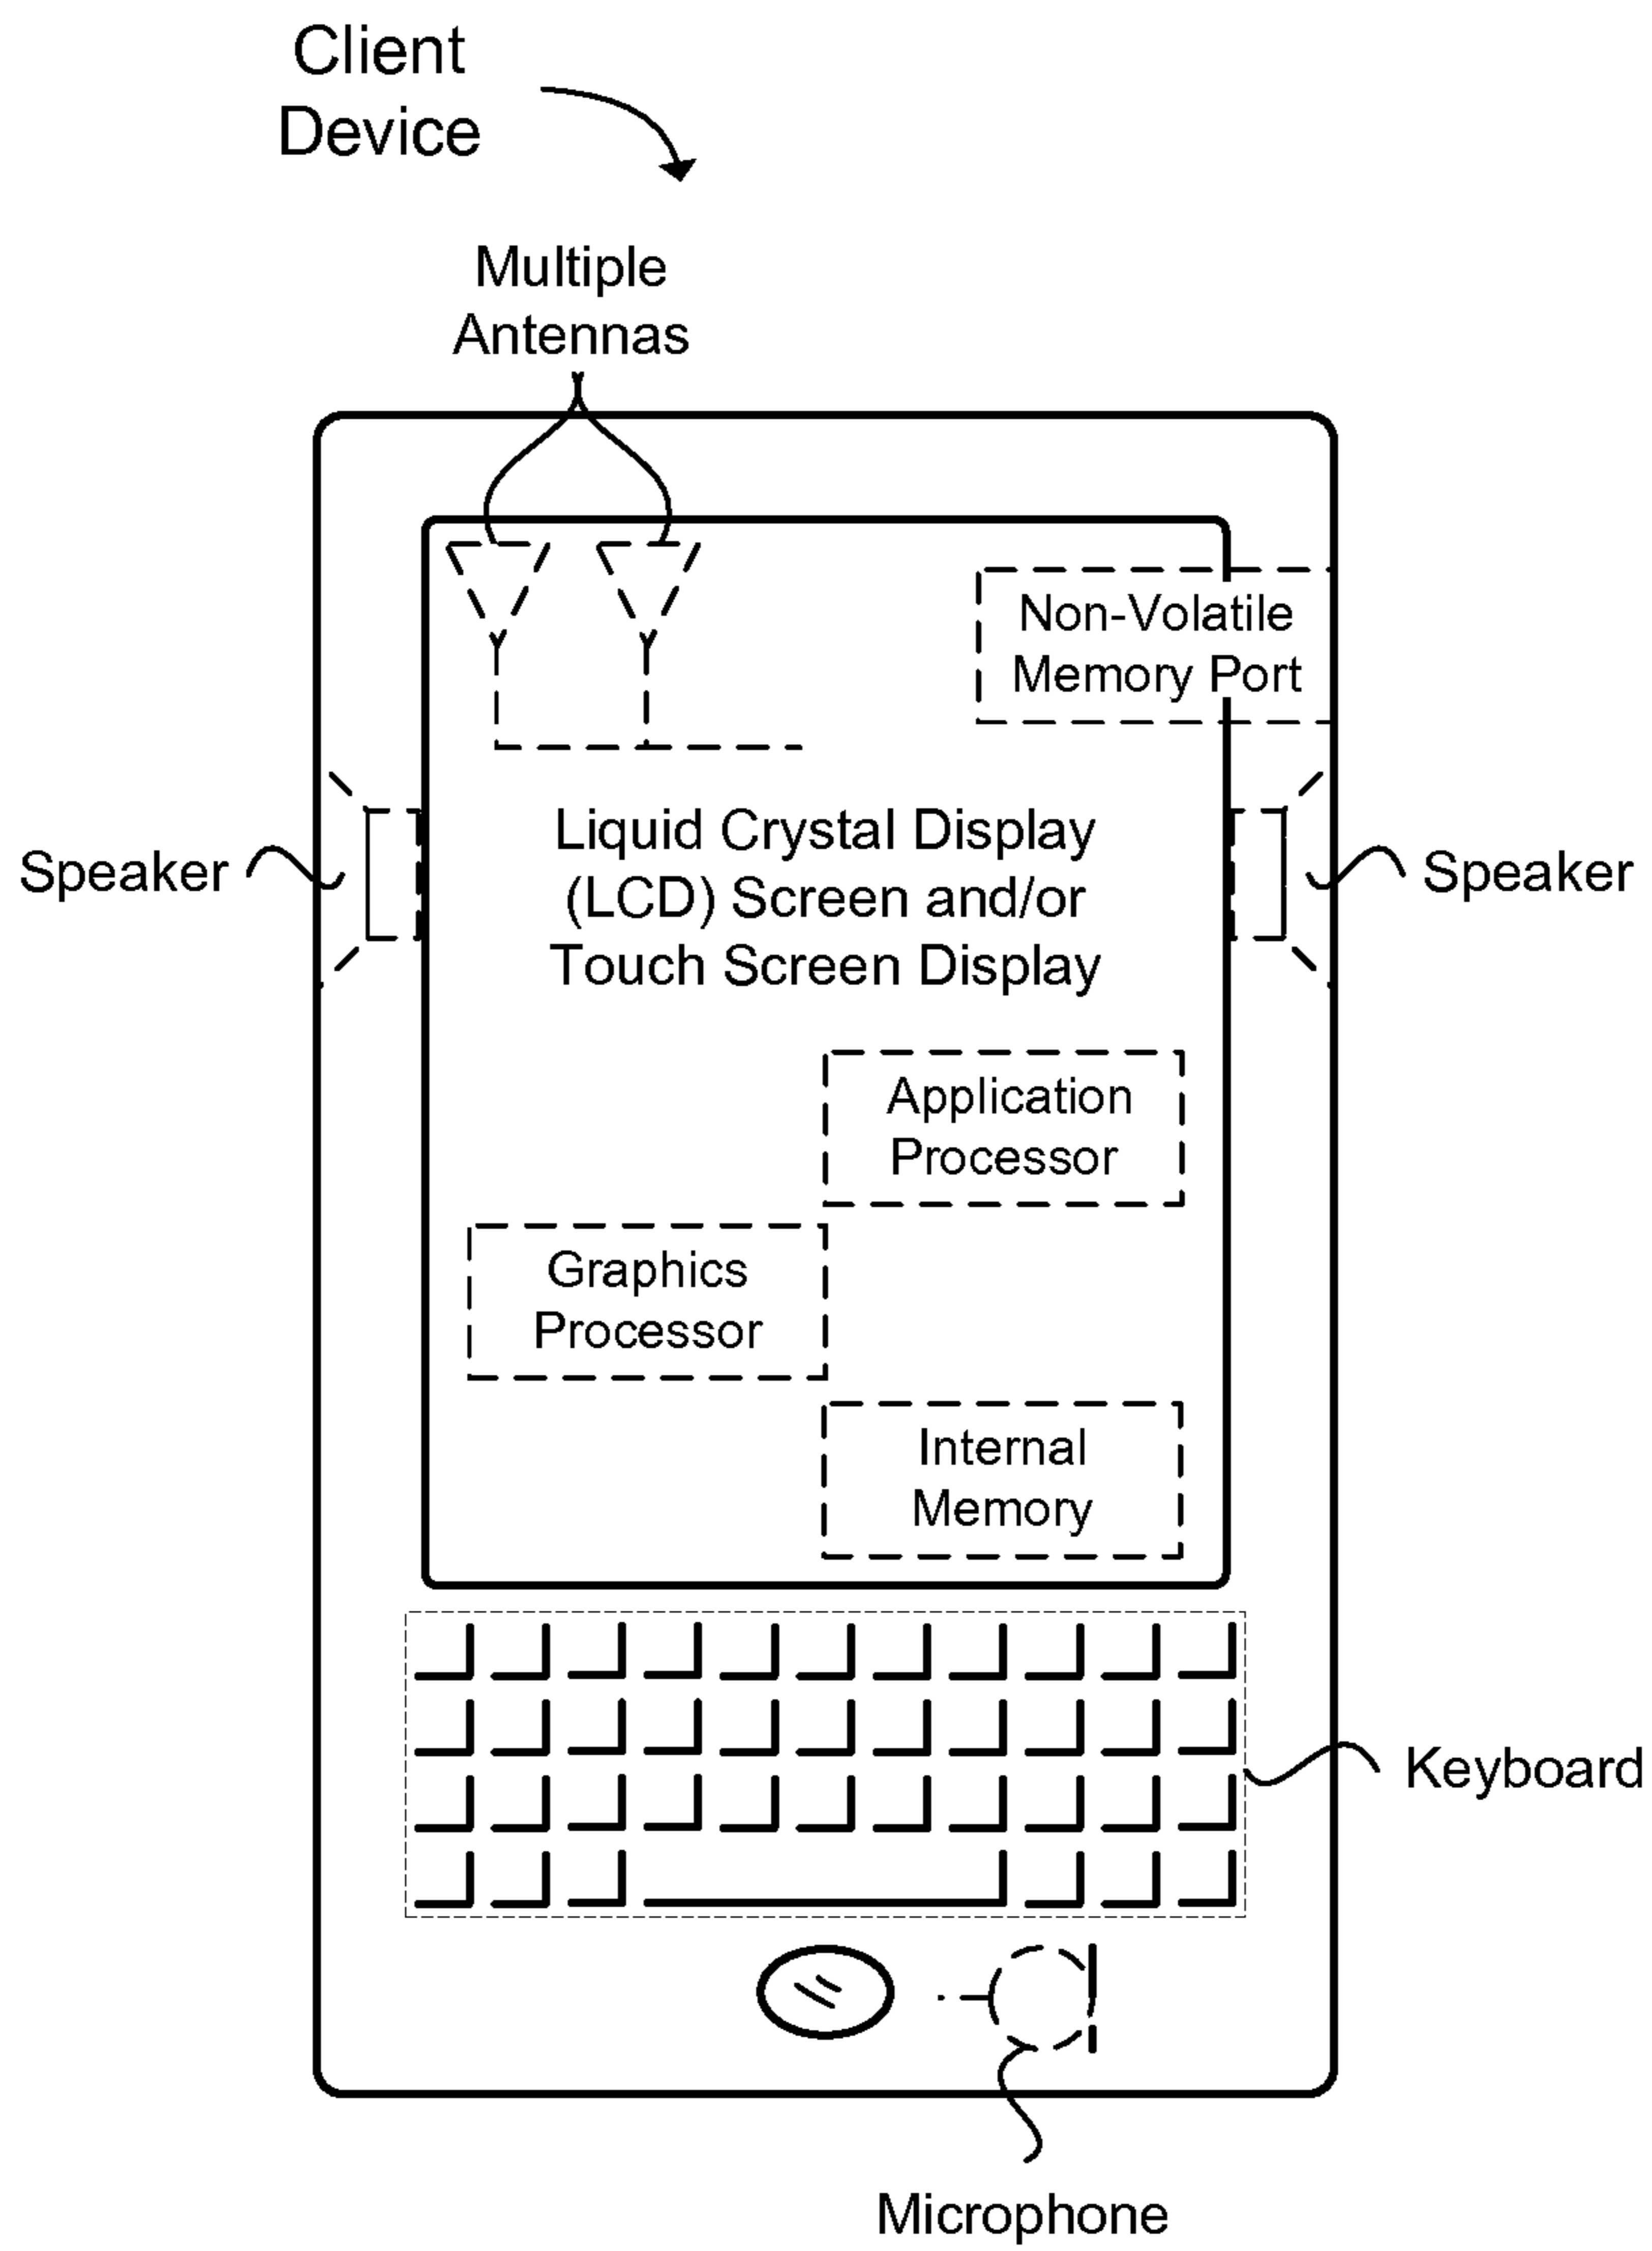 Client
Device
Multiple
Antennas
Non-Volatile
Memory Port
Speaker
Liquid Crystal Display
(LCD) Screen and/or
Touch Screen Display
Speaker
Application
Processor
Graphics
Processor
Internal
Memory
Keyboard
Microphone